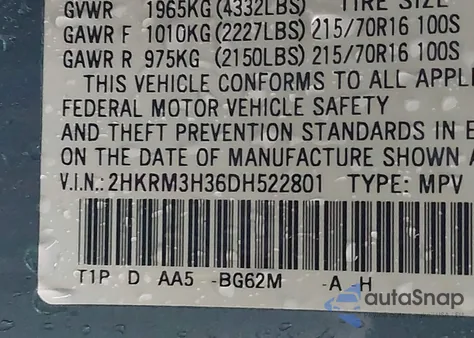 GVWR 1965KG (4332LBS) TIRE SIZE
GAWR F 1010KG (2227LBS) 215/70R16 100S
GAWR R 975KG (2150LBS) 215/70R16 100S
THIS VEHICLE CONFORMS TO ALL APPLI
FEDERAL MOTOR VEHICLE SAFETY
AND THEFT PREVENTION STANDARDS IN E
ON THE DATE OF MANUFACTURE SHOWN A
V.I.N.: 2HKRM3H36DH522801 TYPE: MPV
T1P D AA5 -BG62M -A H
autaSnap